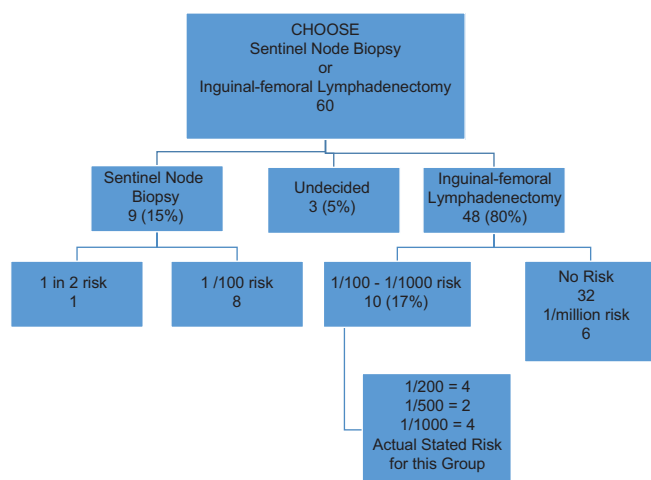 CHOOSE
Sentinel Node Biopsy
or
Inguinal-femoral Lymphadenectomy
60
Sentinel Node
Biopsy
9 (15%)
Undecided
3 (5%)
Inguinal-femoral
Lymphadenectomy
48 (80%)
1 in 2 risk
1
1 /100 risk
8
1/100 - 1/1000 risk
10 (17%)
No Risk
32
1/million risk
6
1/200 = 4
1/500 = 2
1/1000 = 4
Actual Stated Risk
for this Group